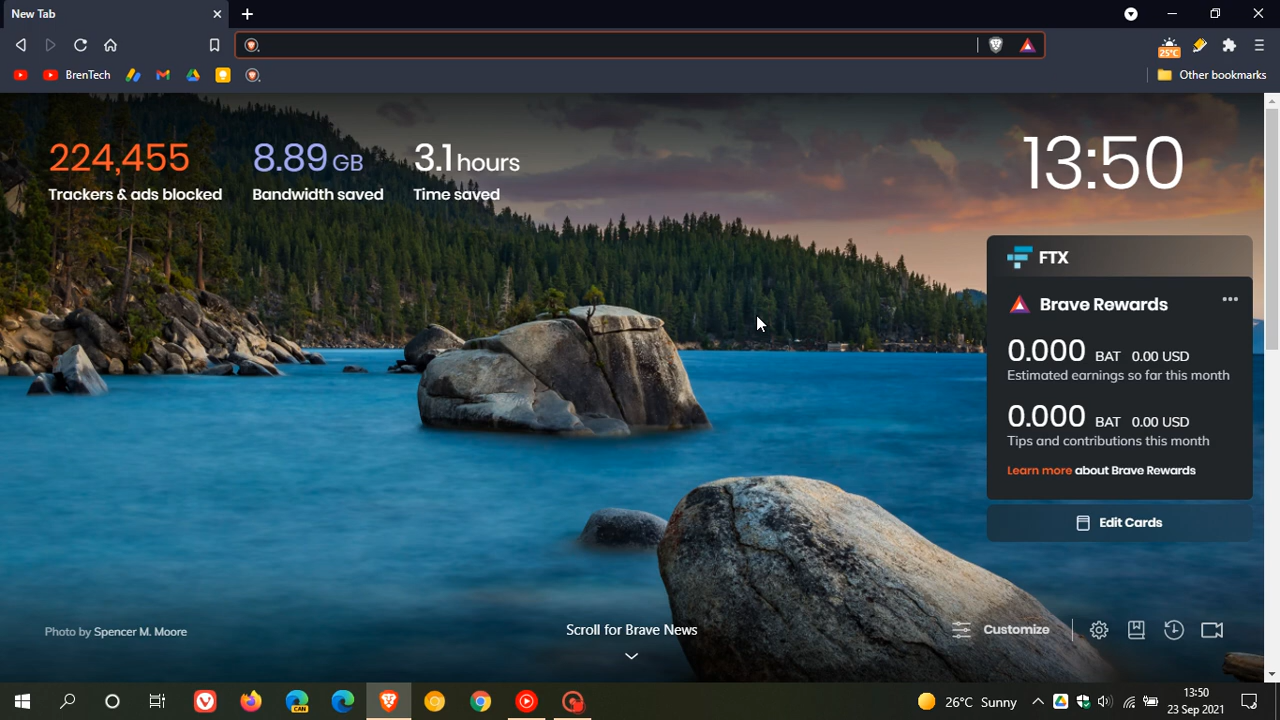 New Tab
25°C
BrenTech
Other bookmarks
224,455
Trackers & ads blocked
8.89 GB
Bandwidth saved
3.1 hours
Time saved
13:50
FTX
Brave Rewards
0.000 BAT 0.00 USD
Estimated earnings so far this month
0.000 BAT 0.00 USD
Tips and contributions this month
Learn more about Brave Rewards
Edit Cards
Photo by Spencer M. Moore
Scroll for Brave News
Customize
CAN
26°C Sunny
13:50
23 Sep 2021